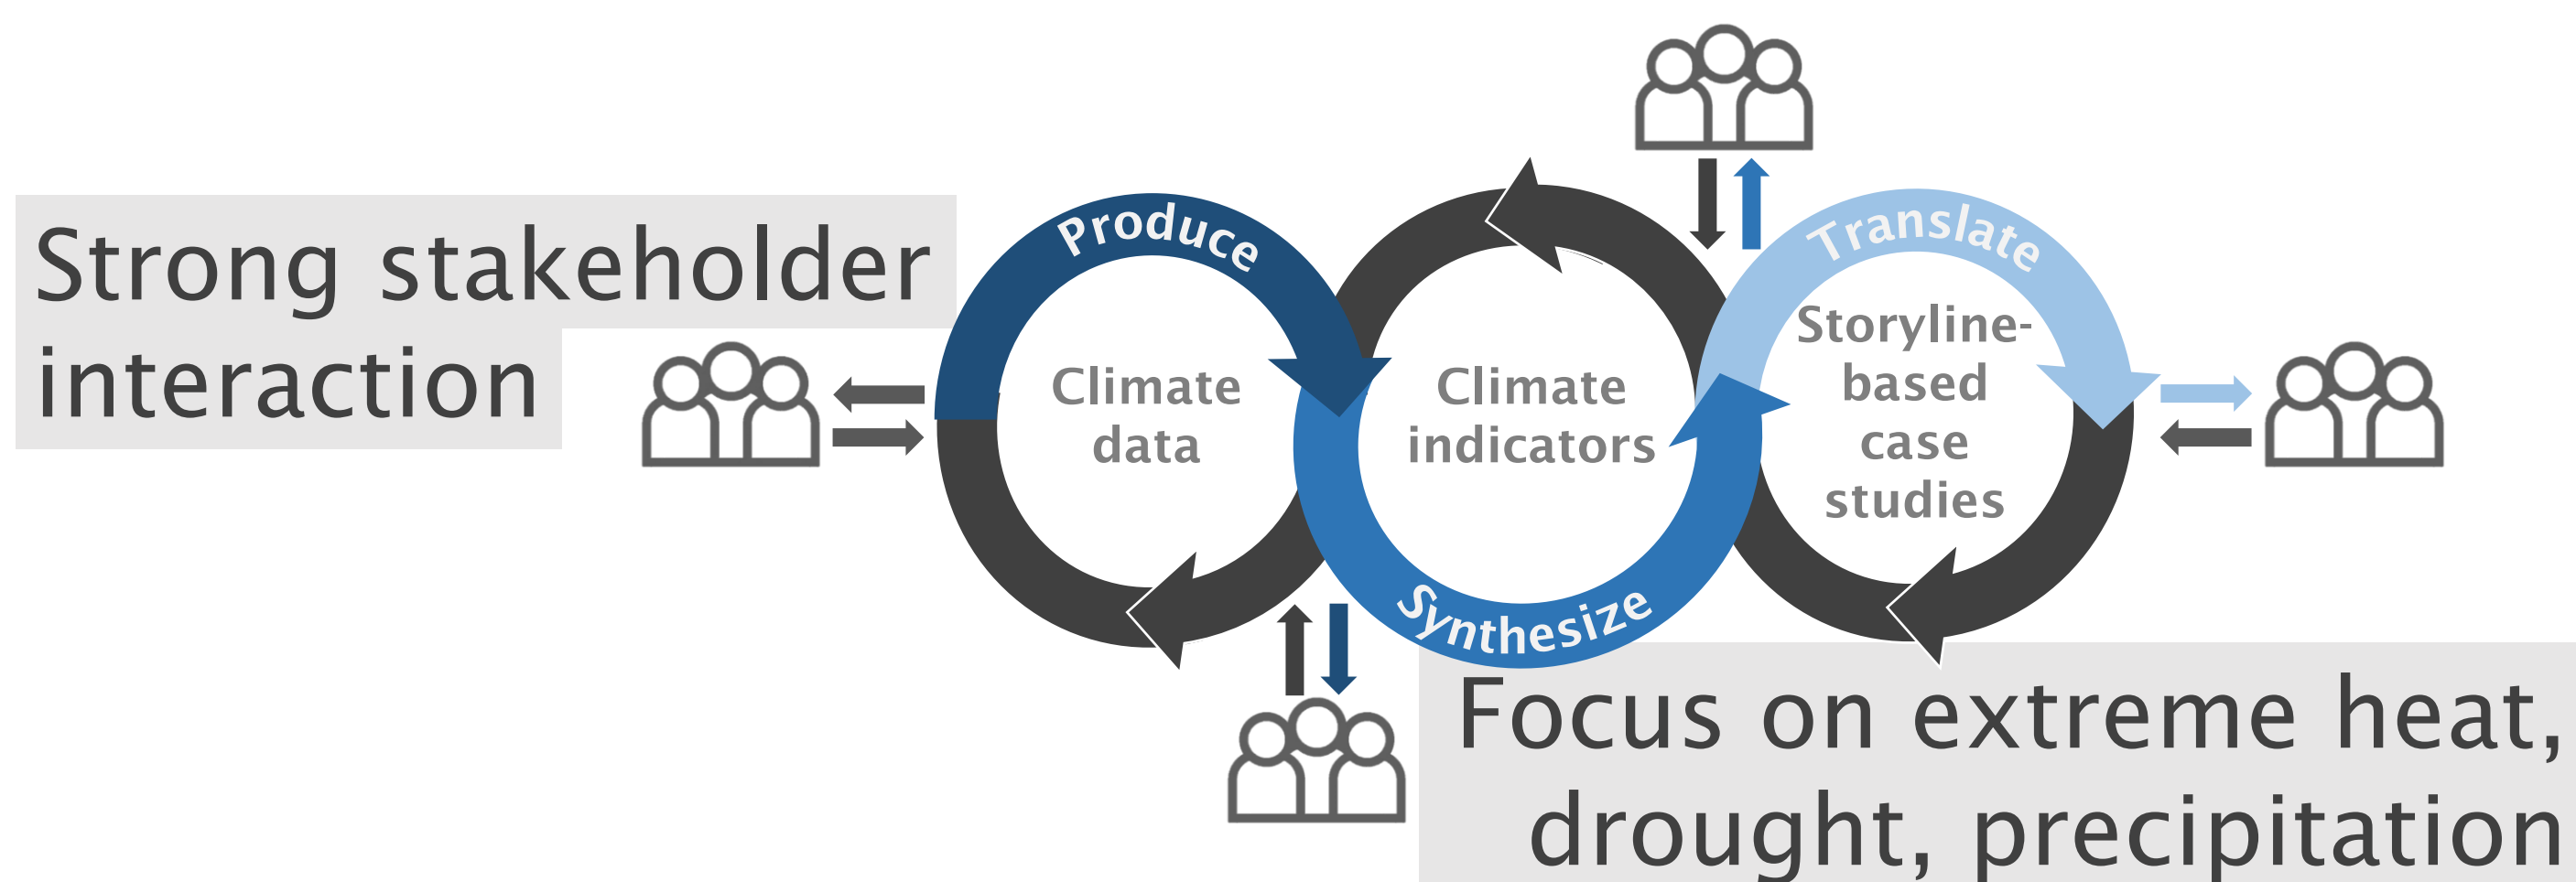 Strong stakeholder
interaction
Produce
Climate
data
Climate
indicators
Synthesize
Translate
Storyline-
based
case
studies
Focus on extreme heat,
drought, precipitation